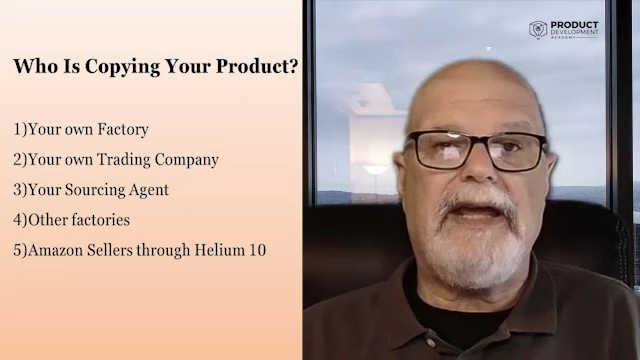 Who Is Copying Your Product?
1)Your own Factory
2)Your own Trading Company
3)Your Sourcing Agent
4)Other factories
5)Amazon Sellers through Helium 10
PRODUCT
DEVELOPMENT
ACADEMY